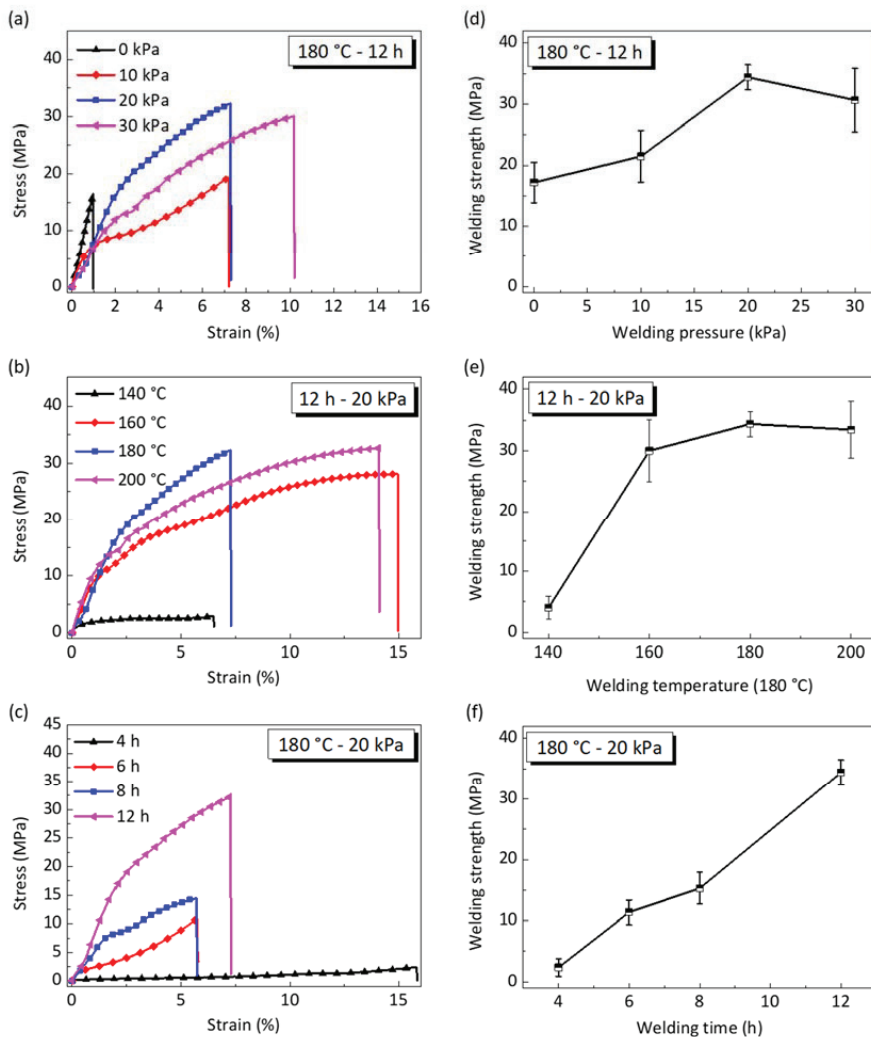 (a)
180 °C - 12 h
0 kPa
10 kPa
20 kPa
30 kPa
Stress (MPa)
40
30
20
10
0
0 2 4 6 8 10 12 14 16
Strain (%)
(d)
180 °C - 12 h
Welding strength (MPa)
40
30
20
10
0
0 5 10 15 20 25 30
Welding pressure (kPa)
(b)
12 h - 20 kPa
140 °C
160 °C
180 °C
200 °C
Stress (MPa)
40
30
20
10
0
0 5 10 15
Strain (%)
(e)
12 h - 20 kPa
Welding strength (MPa)
40
30
20
10
0
140 160 180 200
Welding temperature (180 °C)
(c)
180 °C - 20 kPa
4 h
6 h
8 h
12 h
Stress (MPa)
45
40
35
30
25
20
15
10
5
0
0 5 10 15
Strain (%)
(f)
180 °C - 20 kPa
Welding strength (MPa)
40
30
20
10
0
4 6 8 10 12
Welding time (h)